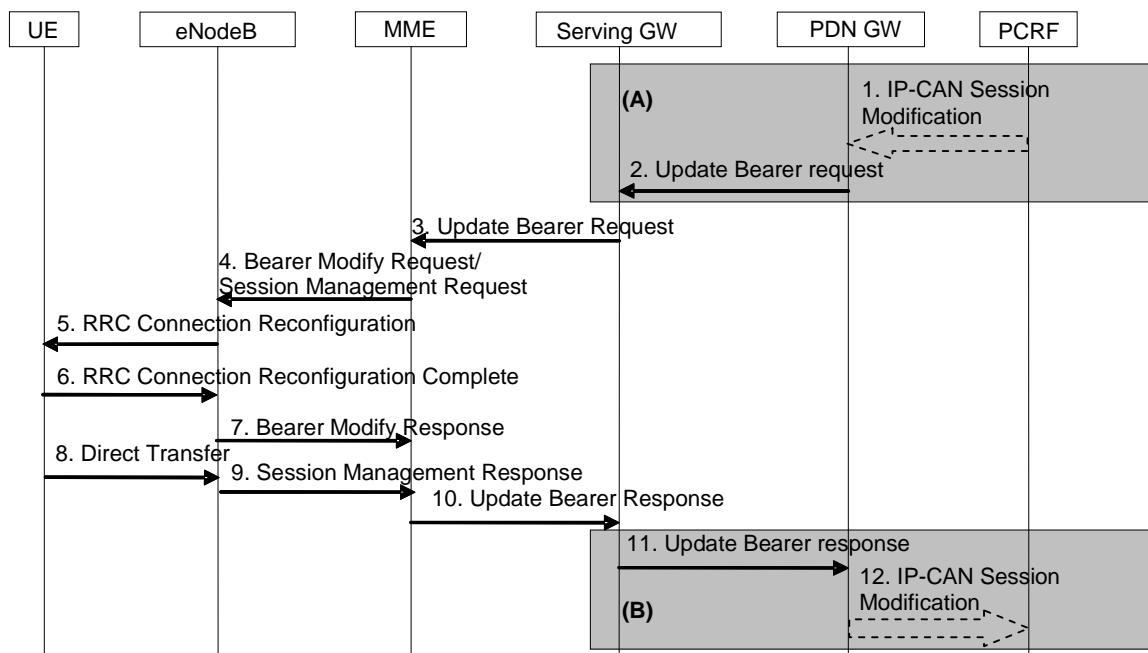 UE
eNodeB
MME
Serving GW
PDN GW
PCRF
(A)
1. IP-CAN Session
Modification
2. Update Bearer request
3. Update Bearer Request
4. Bearer Modify Request/
Session Management Request
5. RRC Connection Reconfiguration
6. RRC Connection Reconfiguration Complete
7. Bearer Modify Response
8. Direct Transfer
9. Session Management Response
10. Update Bearer Response
11. Update Bearer response
12. IP-CAN Session
Modification
(B)